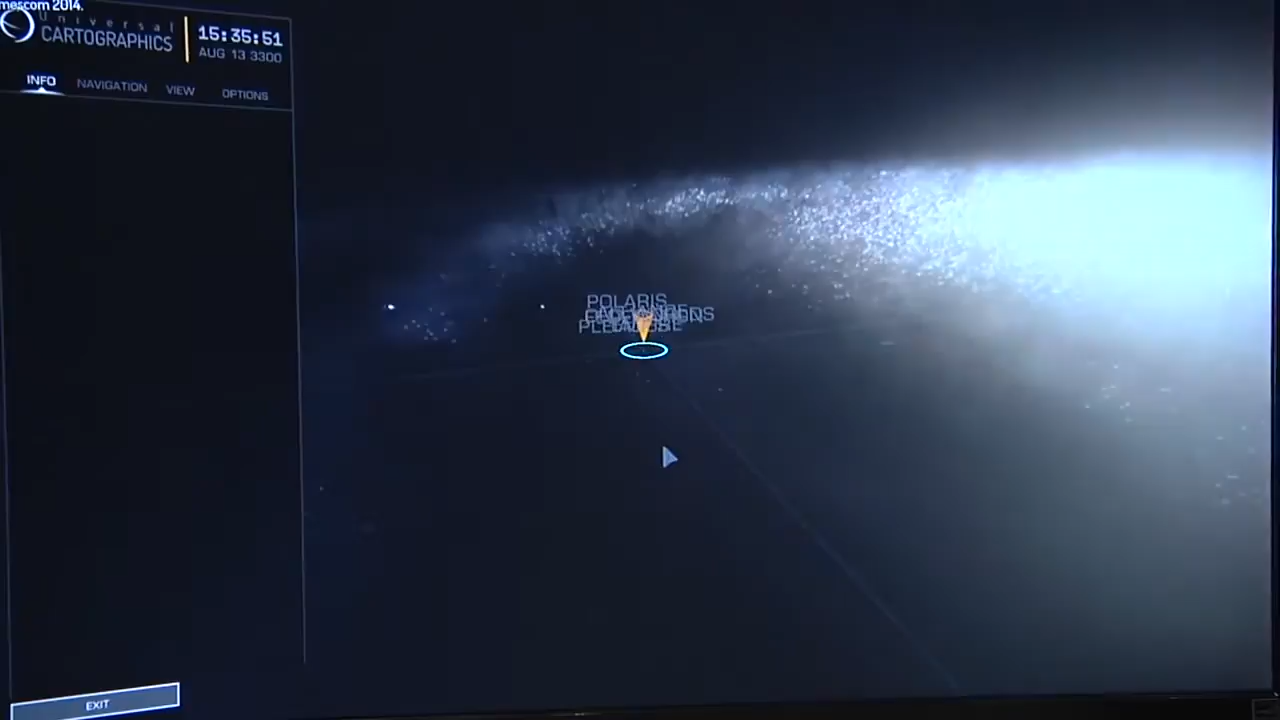 mescom 2014.
Universal
CARTOGRAPHICS
15:35:51
AUG 13 3300
INFO
NAVIGATION
VIEW
OPTIONS
POLARIS
EXIT